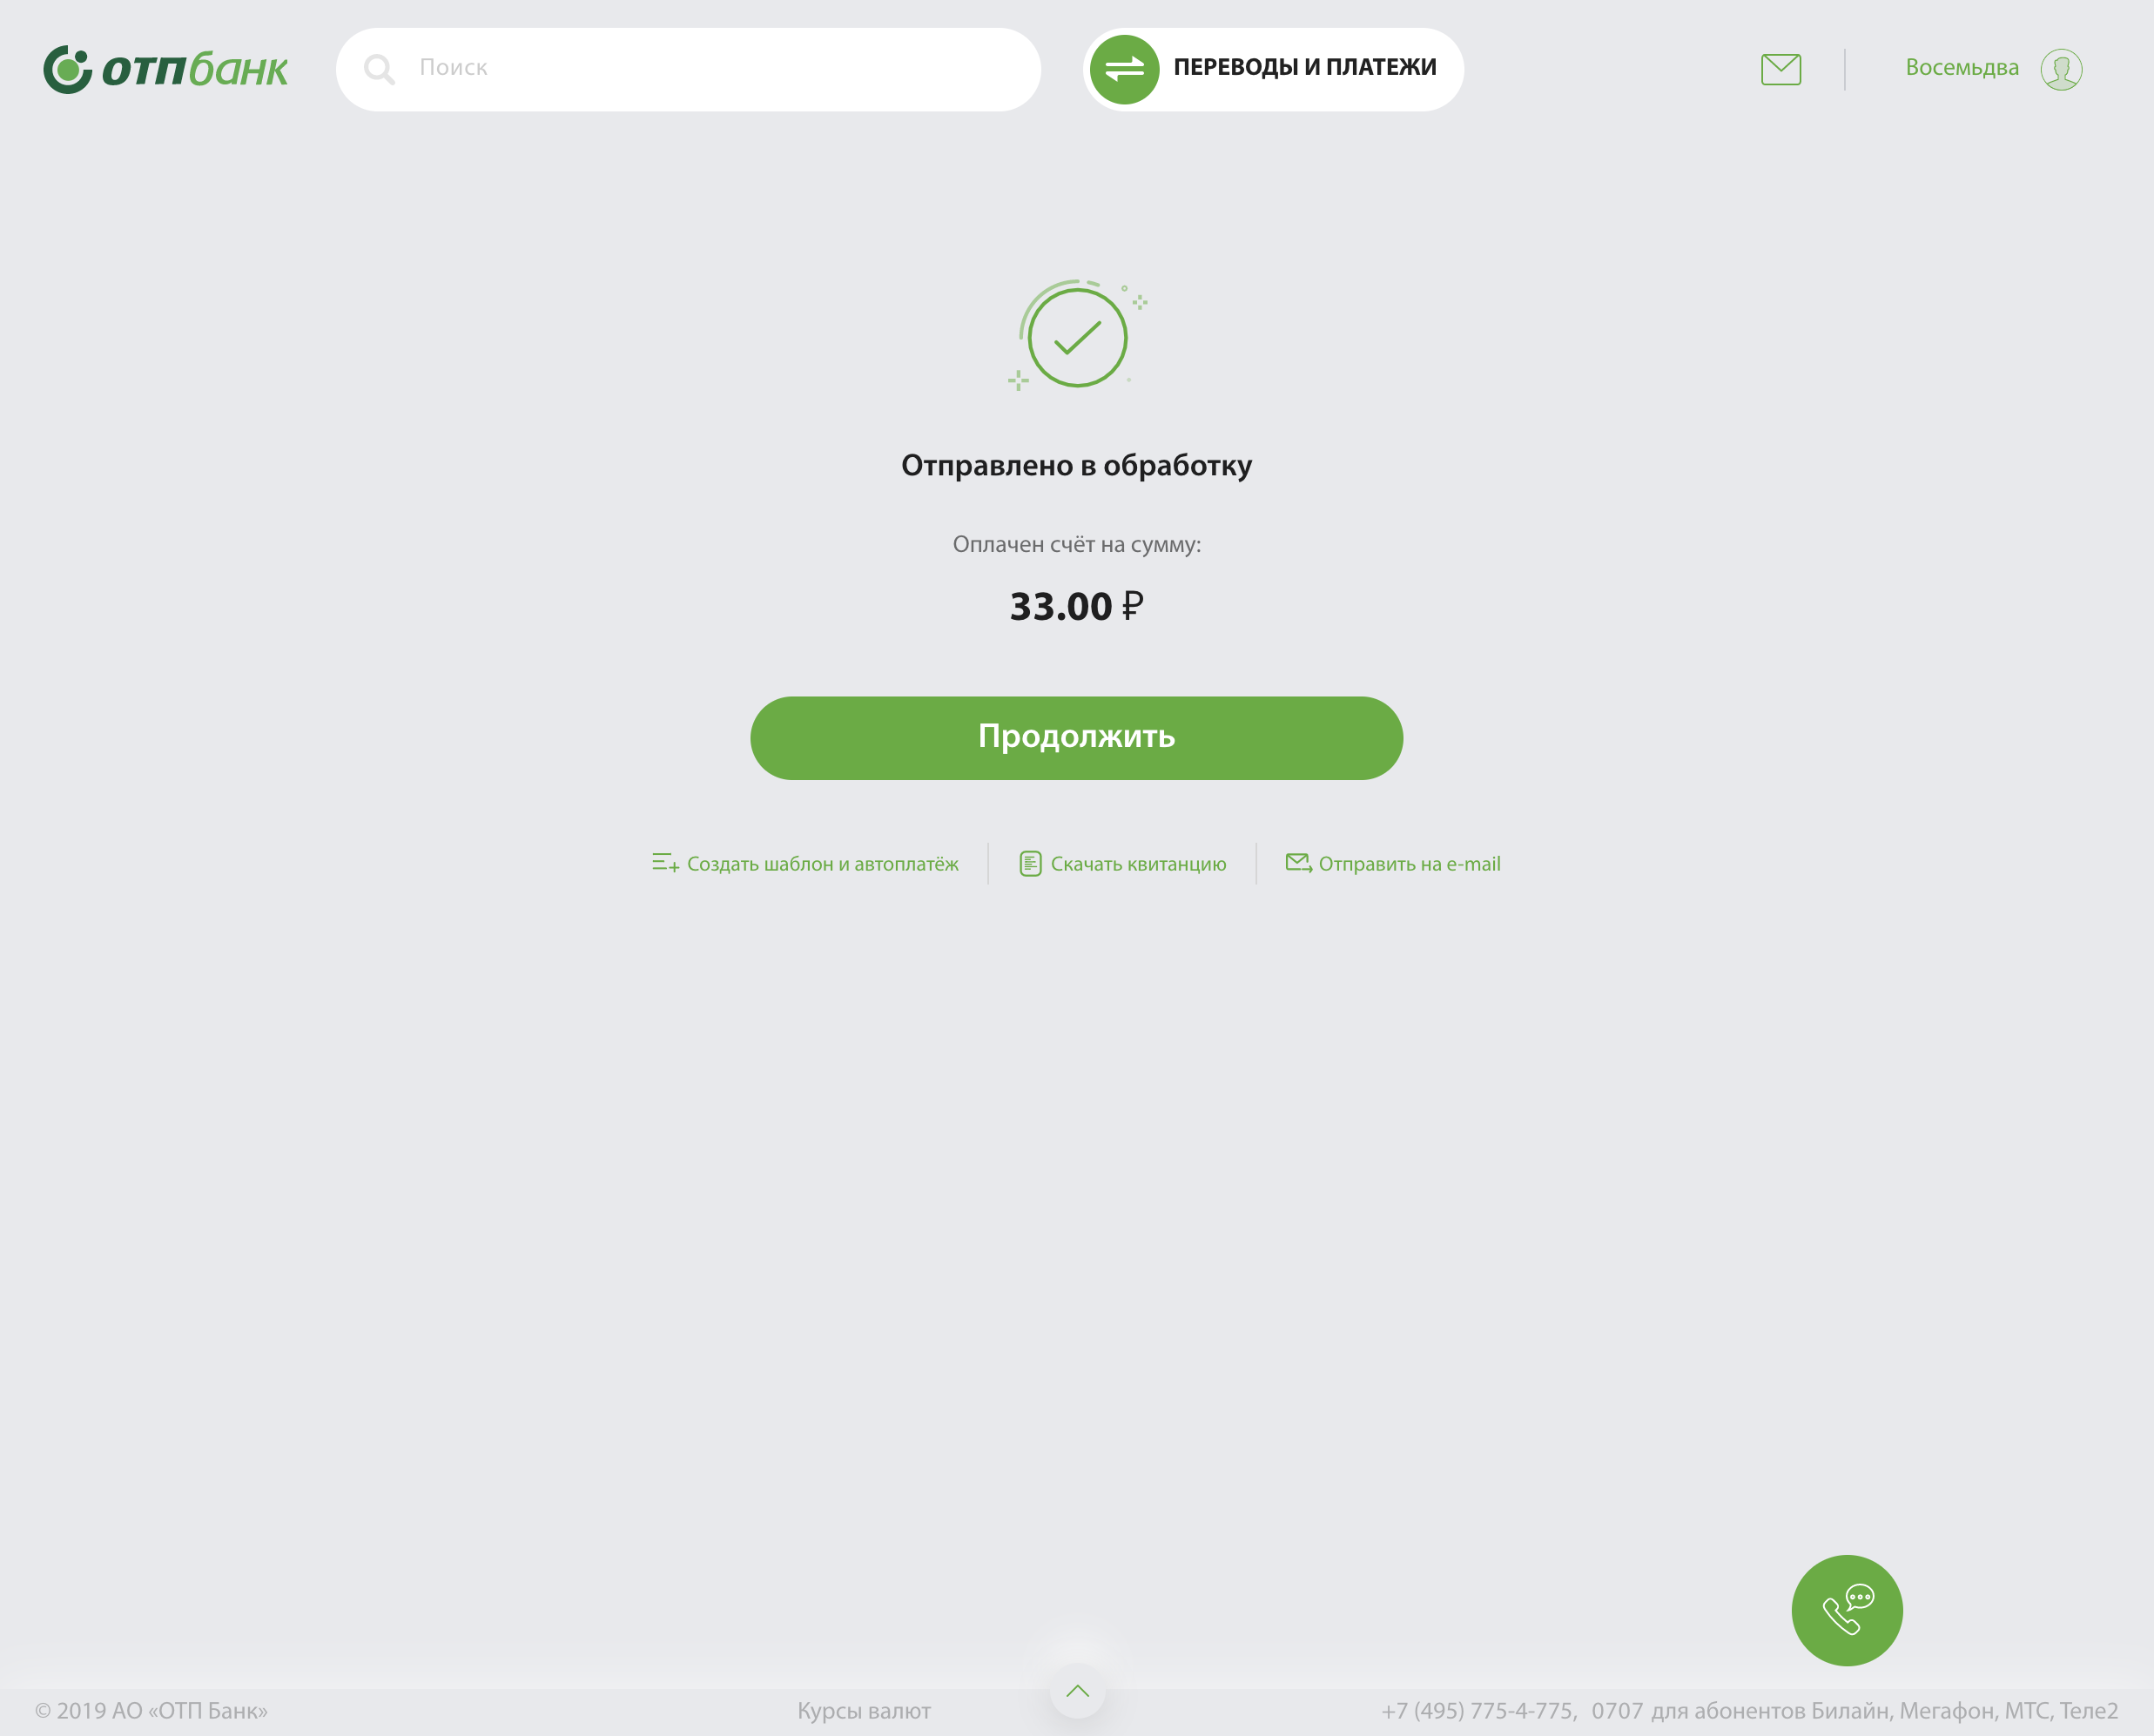 отпбанк
Поиск
ПЕРЕВОДЫ И ПЛАТЕЖИ
Восемьдва
Отправлено в обработку
Оплачен счёт на сумму:
33.00 ₽
Продолжить
Создать шаблон и автоплатёж
Скачать квитанцию
Отправить на e-mail
© 2019 АО «ОТП Банк»
Курсы валют
+7 (495) 775-4-775, 0707 для абонентов Билайн, Мегафон, МТС, Теле2